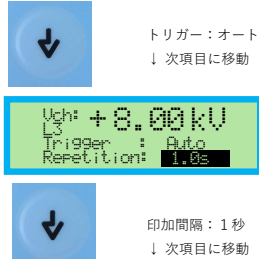 トリガー：オート
↓ 次項目に移動
Vch: +8.00kV
L3
Trigger : Auto
Repetition: 1.0s
印加間隔：１秒
↓ 次項目に移動